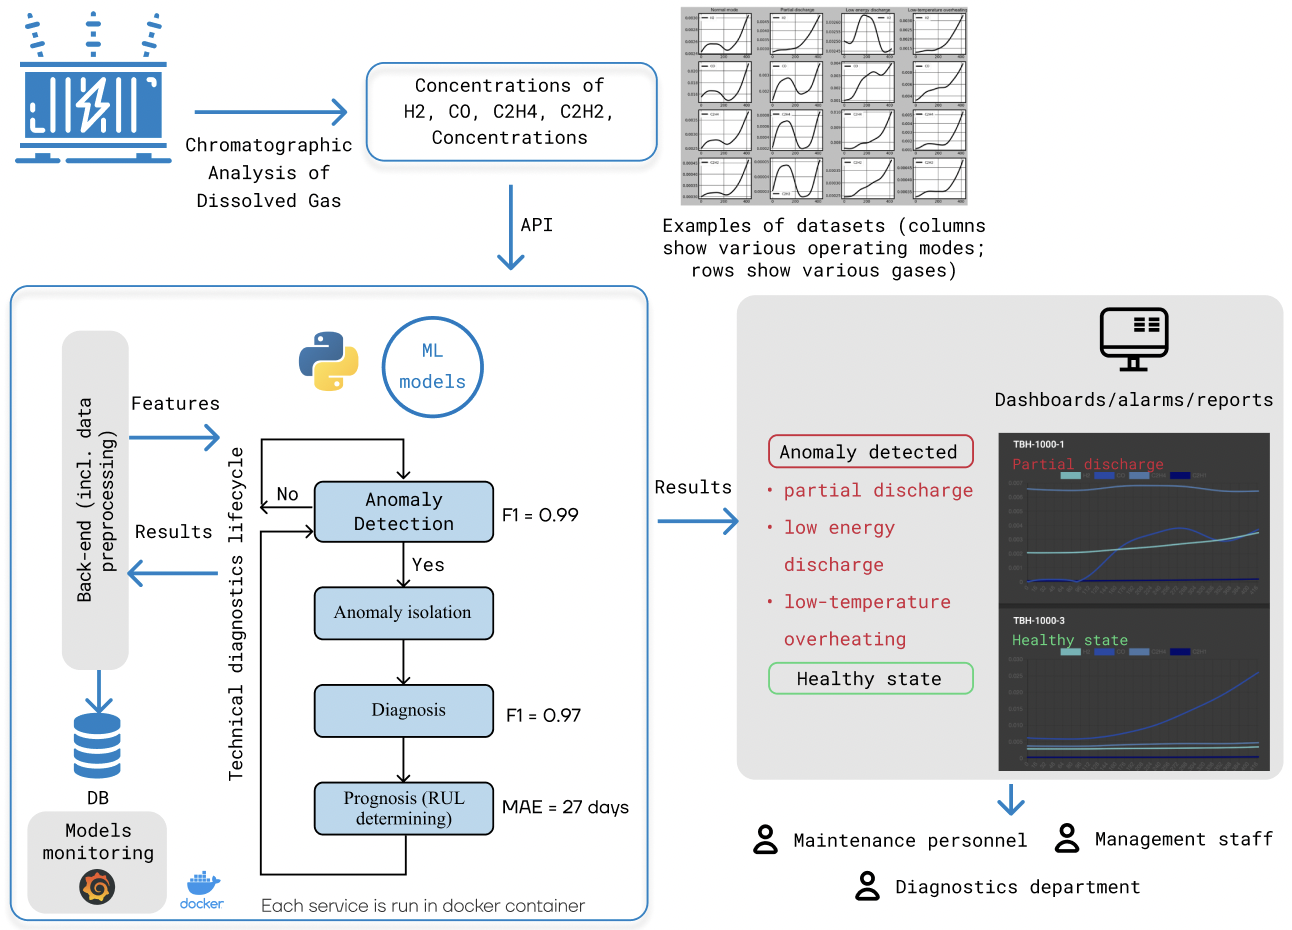 Normal mode
Partial discharge
Low energy discharge
Low-temperature overheating
Concentrations of
H2, CO, C2H4, C2H2,
Concentrations
Chromatographic
Analysis of
Dissolved Gas
API
Examples of datasets (columns
show various operating modes;
rows show various gases)
ML
models
Back-end (incl. data
preprocessing)
Features
Results
Technical diagnostics lifecycle
No
Anomaly
Detection
F1 = 0.99
Yes
Anomaly isolation
Diagnosis
F1 = 0.97
Prognosis (RUL
determining)
MAE = 27 days
DB
Models
monitoring
docker
Each service is run in docker container
Results
Dashboards/alarms/reports
Anomaly detected
• partial discharge
• low energy
discharge
• low-temperature
overheating
Healthy state
TBH-1000-1
Partial discharge
TBH-1000-3
Healthy state
Maintenance personnel
Management staff
Diagnostics department